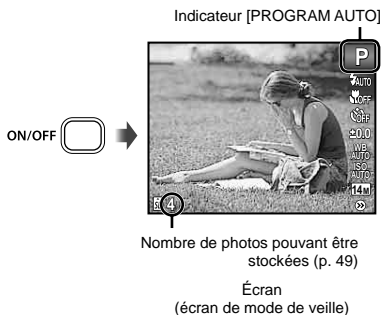 Indicateur [PROGRAM AUTO]
P
AUTO
OFF
OFF
ON/OFF
±0.0
WB
AUTO
ISO
AUTO
14M
4
Nombre de photos pouvant être
stockées (p. 49)
Écran
(écran de mode de veille)